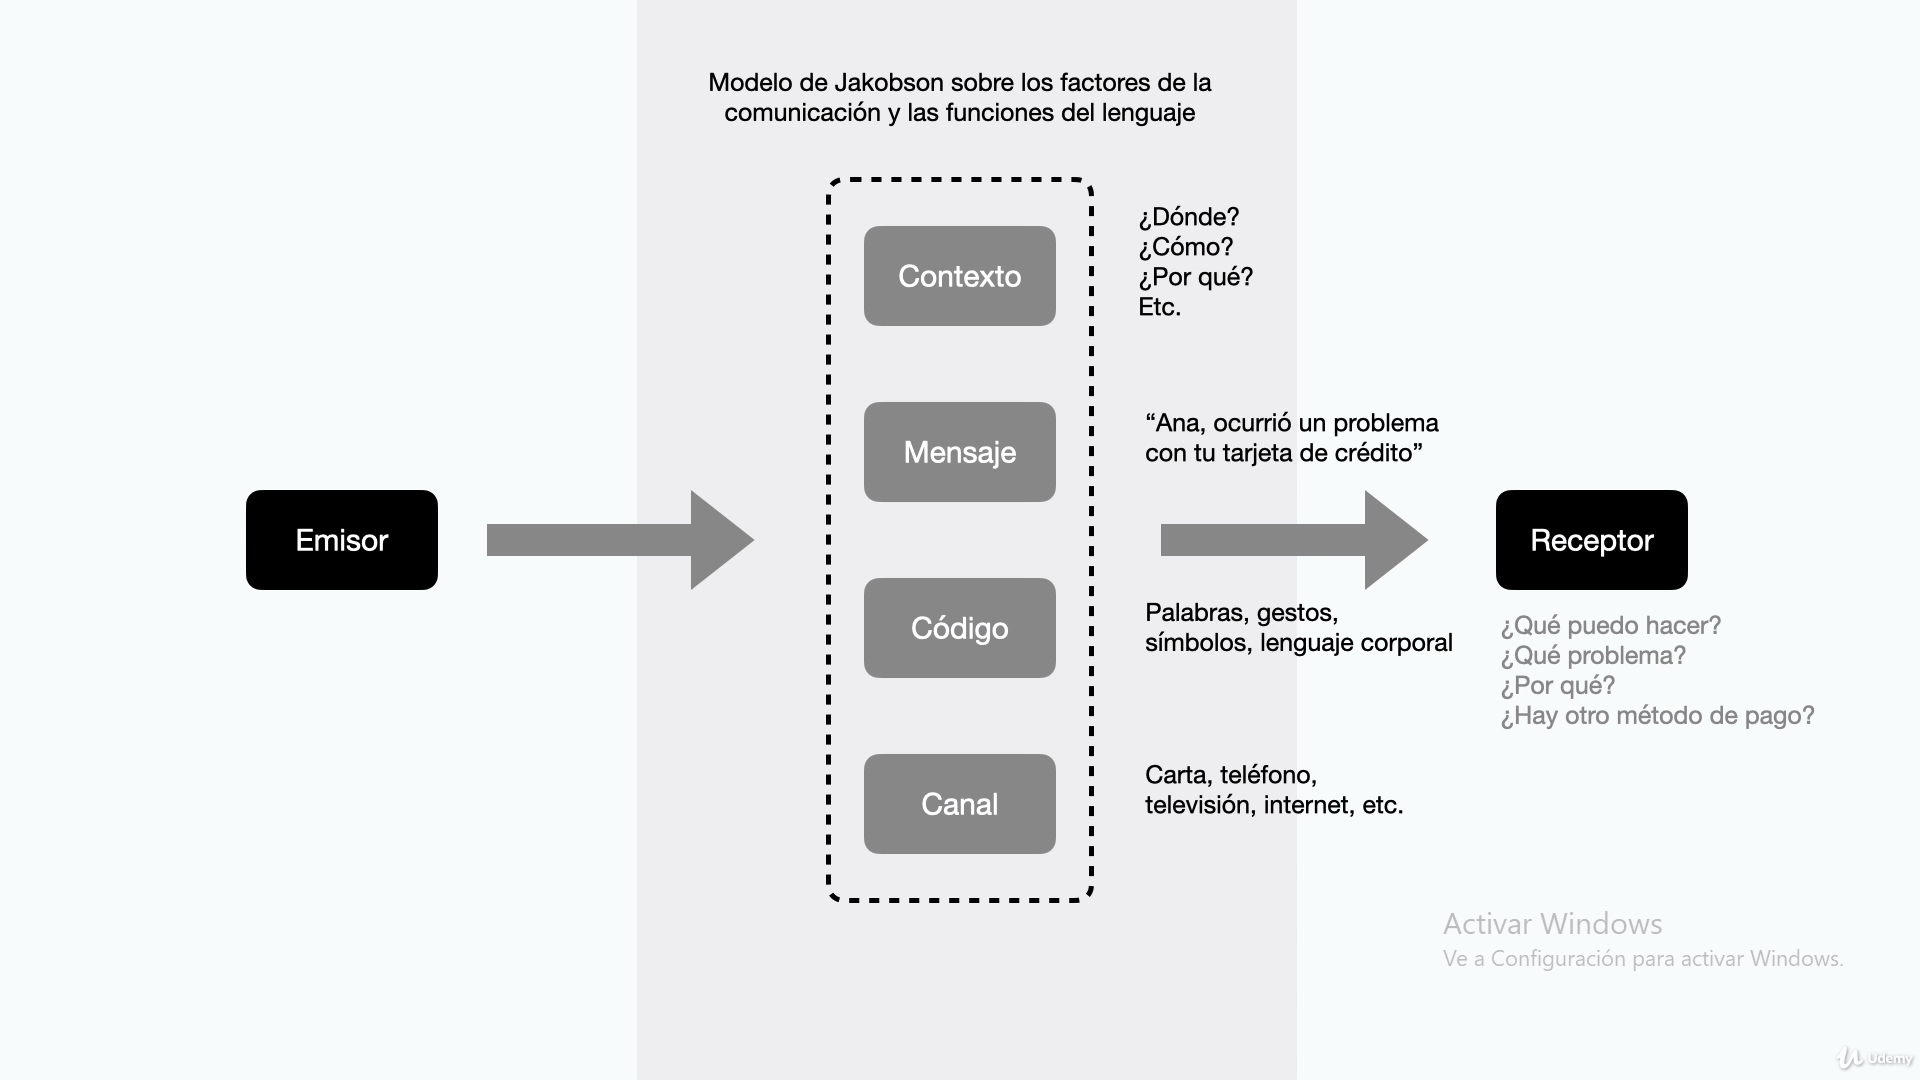 Modelo de Jakobson sobre los factores de la
comunicación y las funciones del lenguaje
Contexto
¿Dónde?
¿Cómo?
¿Por qué?
Etc.
Mensaje
“Ana, ocurrió un problema
con tu tarjeta de crédito”
Emisor
Receptor
Código
Palabras, gestos,
símbolos, lenguaje corporal
¿Qué puedo hacer?
¿Qué problema?
¿Por qué?
¿Hay otro método de pago?
Canal
Carta, teléfono,
televisión, internet, etc.
Activar Windows
Ve a Configuración para activar Windows.
Udemy